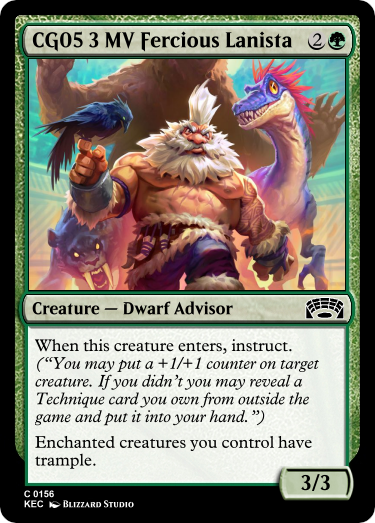 CG05 3 MV Fercious Lanista 2
Creature — Dwarf Advisor
When this creature enters, instruct.
(“You may put a +1/+1 counter on target
creature. If you didn’t you may reveal a
Technique card you own from outside the
game and put it into your hand.”)
Enchanted creatures you control have
trample.
3/3
C 0156
KEC Blizzard Studio